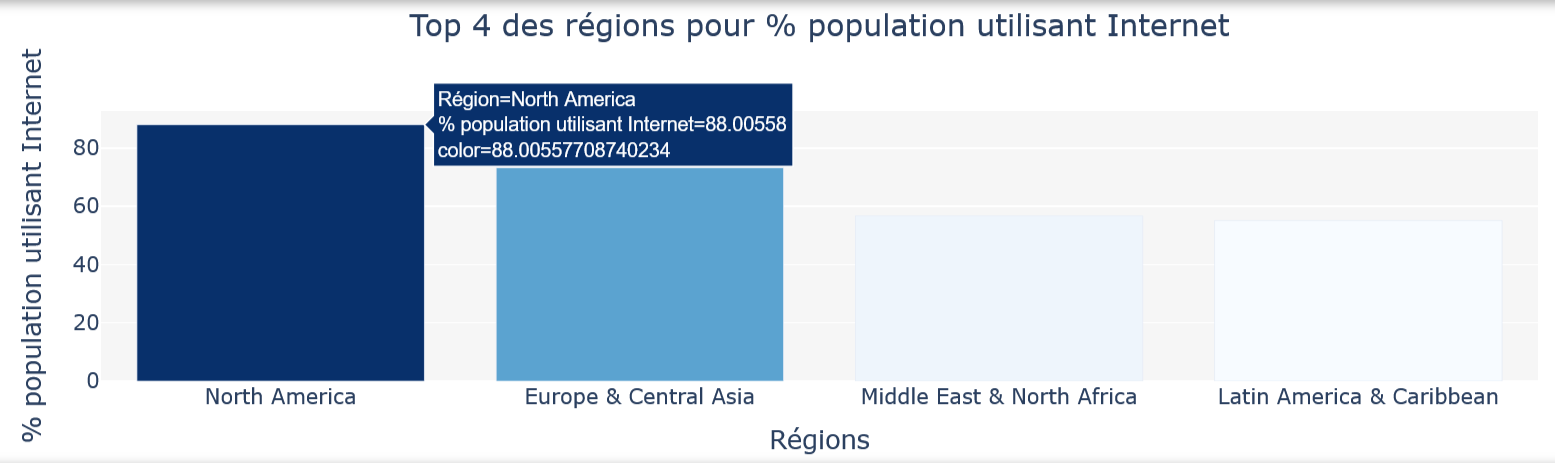 Top 4 des régions pour % population utilisant Internet
% population utilisant Internet
Région=North America
% population utilisant Internet=88.00558
color=88.00557708740234
80
60
40
20
0
North America
Europe & Central Asia
Middle East & North Africa
Latin America & Caribbean
Régions